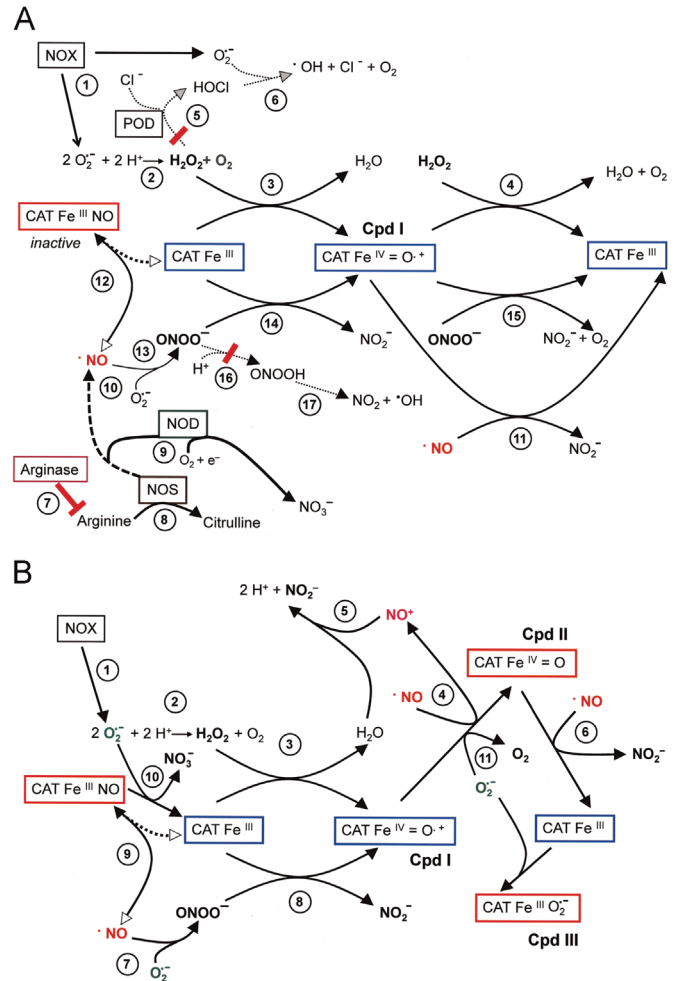 A
NOX
O₂•⁻
• OH + Cl ⁻ + O₂
1
Cl ⁻
HOCl
6
POD
5
2 O₂•⁻ + 2 H⁺ → H₂O₂ + O₂
2
3
H₂O
H₂O₂
4
H₂O + O₂
CAT Fe III NO
inactive
Cpd I
CAT Fe III
CAT Fe IV = O• +
CAT Fe III
12
14
15
13
ONOO⁻
NO₂⁻
ONOO⁻
NO₂⁻ + O₂
• NO
10
O₂•⁻
H⁺
16
ONOOH
17
NO₂ + •OH
NOD
9
O₂ + e⁻
• NO
11
NO₂⁻
Arginase
NOS
7
NO₃⁻
Arginine
8
Citrulline
B
2 H⁺ + NO₂⁻
5
NO⁺
NOX
Cpd II
CAT Fe IV = O
1
2
• NO
4
• NO
6
2 O₂•⁻ + 2 H⁺ → H₂O₂ + O₂
3
H₂O
11
O₂
NO₂⁻
NO₃⁻
10
O₂•⁻
CAT Fe III NO
CAT Fe III
CAT Fe IV = O• +
CAT Fe III
Cpd I
9
8
ONOO⁻
NO₂⁻
CAT Fe III O₂•⁻
• NO
Cpd III
7
O₂•⁻